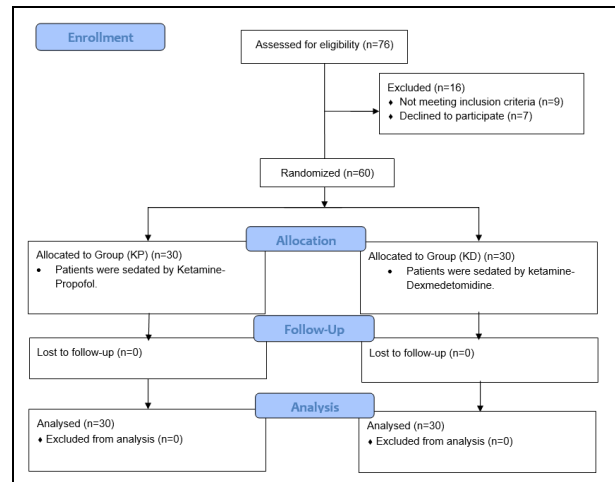 Enrollment
Assessed for eligibility (n=76)
Excluded (n=16)
♦ Not meeting inclusion criteria (n=9)
♦ Declined to participate (n=7)
Randomized (n=60)
Allocation
Allocated to Group (KP) (n=30)
• Patients were sedated by Ketamine-
Propofol.
Allocated to Group (KD) (n=30)
• Patients were sedated by ketamine-
Dexmedetomidine.
Follow-Up
Lost to follow-up (n=0)
Lost to follow-up (n=0)
Analysis
Analysed (n=30)
♦ Excluded from analysis (n=0)
Analysed (n=30)
♦ Excluded from analysis (n=0)